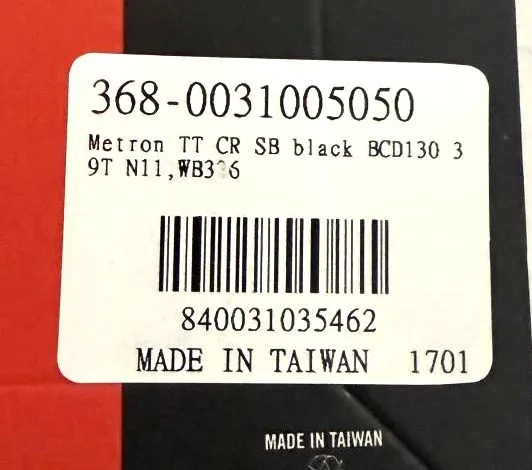 368-0031005050
Metron TT CR SB black BCD130 3
9T N11,WB336
840031035462
MADE IN TAIWAN 1701
MADE IN TAIWAN